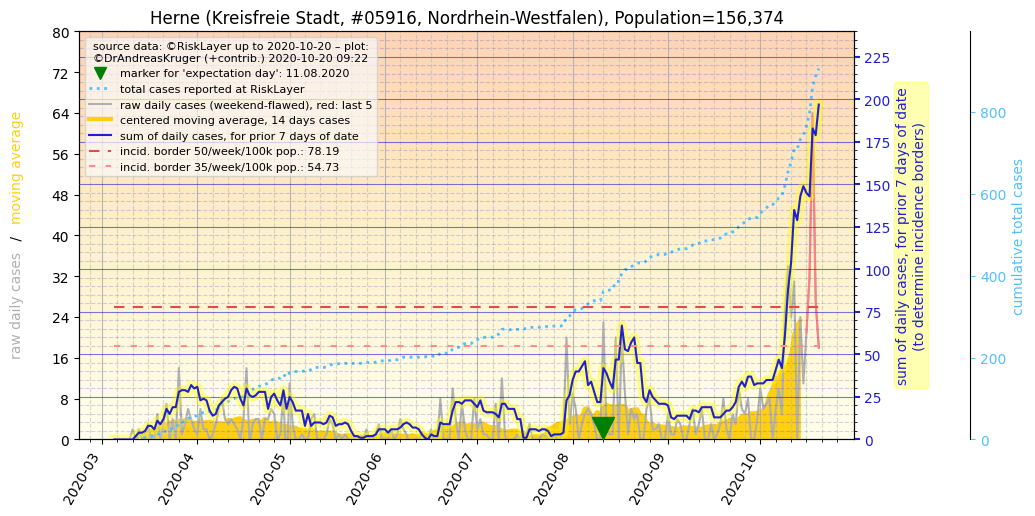 Herne (Kreisfreie Stadt, #05916, Nordrhein-Westfalen), Population=156,374
source data: ©RiskLayer up to 2020-10-20 – plot:
©DrAndreasKruger (+contrib.) 2020-10-20 09:22
marker for 'expectation day': 11.08.2020
total cases reported at RiskLayer
raw daily cases (weekend-flawed), red: last 5
centered moving average, 14 days cases
sum of daily cases, for prior 7 days of date
incid. border 50/week/100k pop.: 78.19
incid. border 35/week/100k pop.: 54.73
raw daily cases / moving average
80
72
64
56
48
40
32
24
16
8
0
2020-03
2020-04
2020-05
2020-06
2020-07
2020-08
2020-09
2020-10
225
200
175
150
125
100
75
50
25
0
sum of daily cases, for prior 7 days of date
(to determine incidence borders)
800
600
400
200
0
cumulative total cases